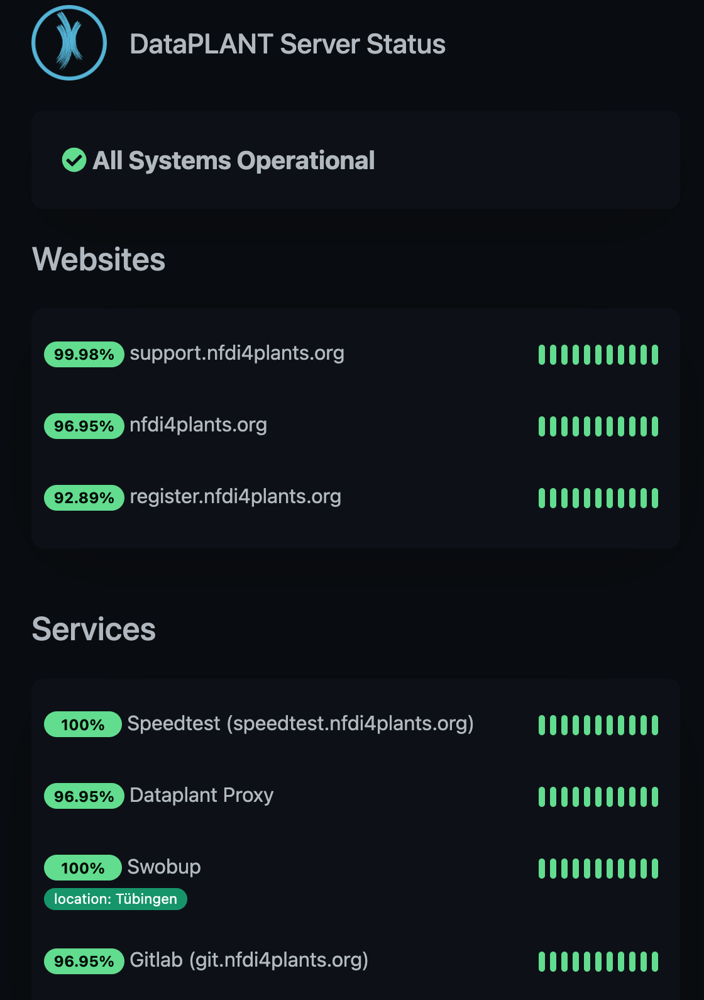 DataPLANT Server Status
All Systems Operational
Websites
99.98% support.nfdi4plants.org
96.95% nfdi4plants.org
92.89% register.nfdi4plants.org
Services
100% Speedtest (speedtest.nfdi4plants.org)
96.95% Dataplant Proxy
100% Swobup
location: Tübingen
96.95% Gitlab (git.nfdi4plants.org)